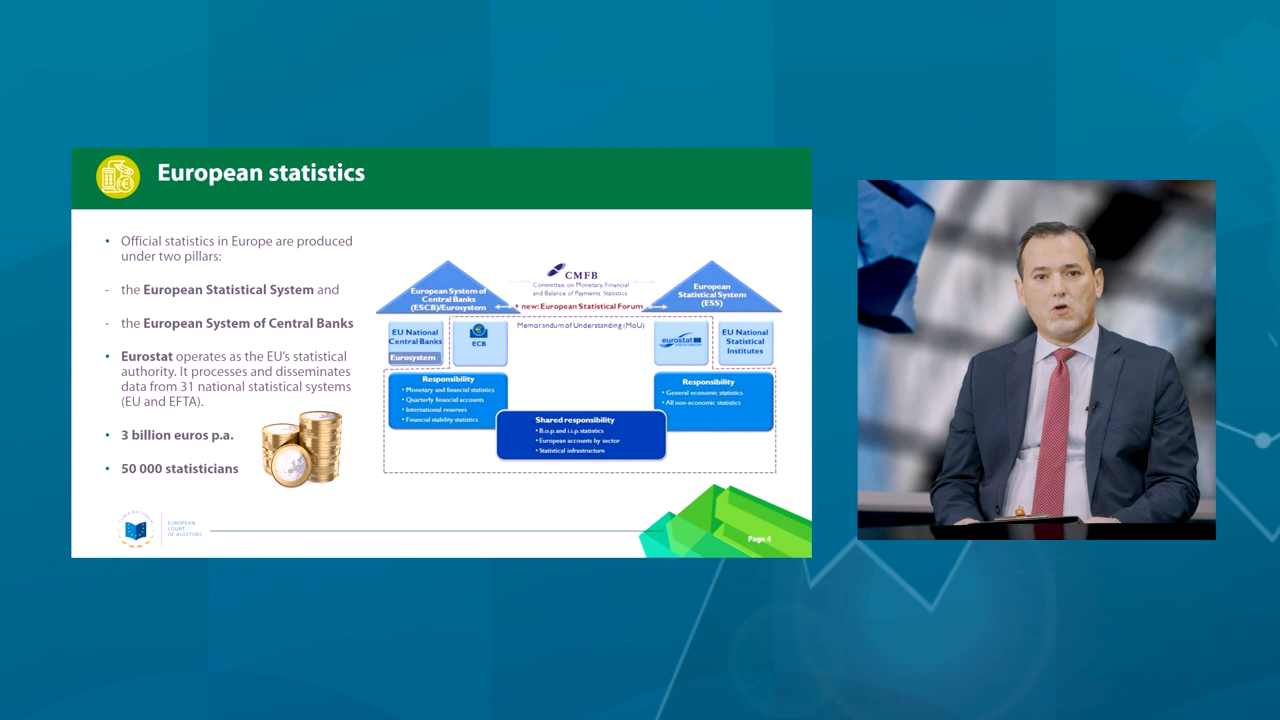 European statistics
• Official statistics in Europe are produced
under two pillars:
- the European Statistical System and
- the European System of Central Banks
• Eurostat operates as the EU's statistical
authority. It processes and disseminates
data from 31 national statistical systems
(EU and EFTA).
• 3 billion euros p.a.
• 50 000 statisticians
European System of
Central Banks
(ESCB)/Eurosystem
CMFB
Committee on Monetary, Financial
and Balance of Payments Statistics
+ new: European Statistical Forum
European
Statistical System
(ESS)
Memorandum of Understanding (MoU)
EU National
Central Banks
Eurosystem
ECB
eurostat
EU National
Statistical
Institutes
Responsibility
• Monetary and financial statistics
• Quarterly financial accounts
• International reserves
• Financial stability statistics
Responsibility
• General economic statistics
• All non-economic statistics
Shared responsibility
• B.o.p.and i.i.p.statistics
• European accounts by sector
• Statistical infrastructure
EUROPEAN
COURT
OF AUDITORS
Page 4